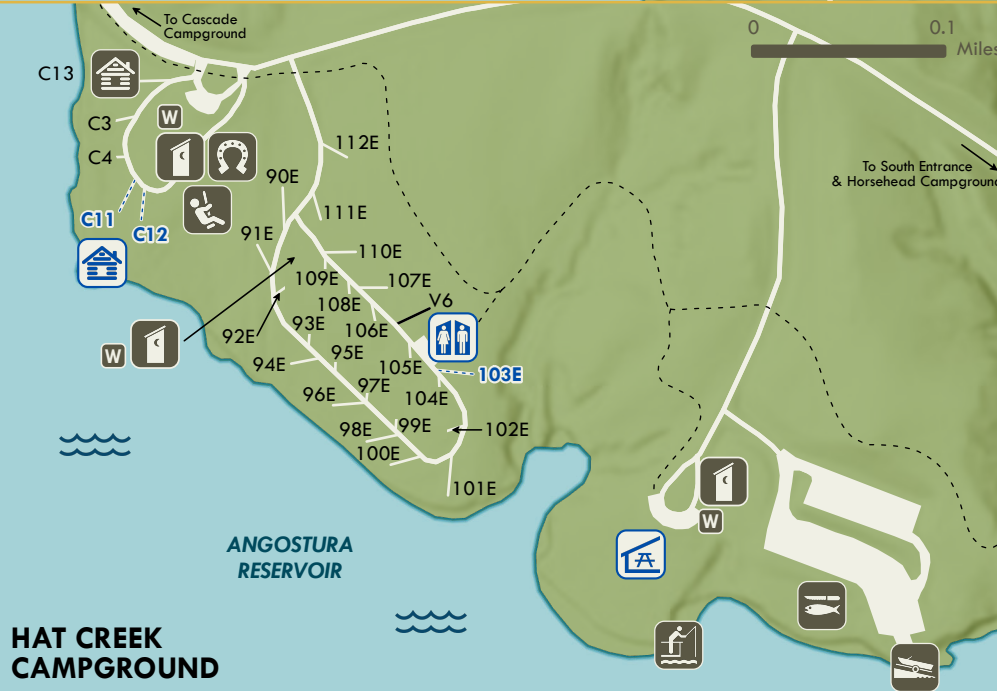 To Cascade
Campground
0 0.1
Miles
C13
C3
W
C4
C11
C12
112E
90E
111E
91E
110E
109E
107E
108E
V6
106E
93E
92E
105E
95E
94E
103E
97E
96E
104E
99E
98E
102E
100E
101E
W
To South Entrance
& Horsehead Campground
W
ANGOSTURA
RESERVOIR
HAT CREEK
CAMPGROUND